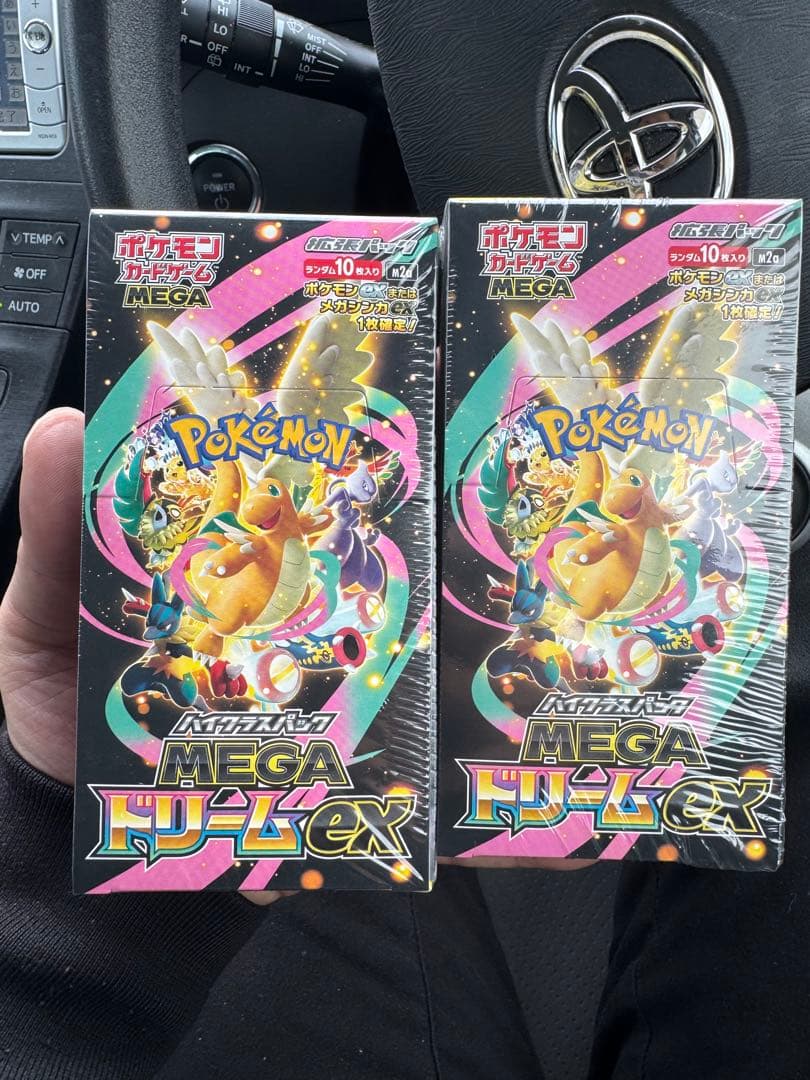 HI
LO
INT
MIST
OFF
INT
LO
HI
OPEN
POWER
TEMP
OFF
AUTO
ポケモン
カードゲーム
MEGA
拡張パック
ランダム10枚入り
M2a
ポケモンexまたは
メガシンカex
1枚確定!
POKéMON
ハイクラスパック
MEGA
ドリームex
ポケモン
カードゲーム
MEGA
拡張パック
ランダム10枚入り
M2a
ポケモンexまたは
メガシンカex
1枚確定!
POKéMON
ハイクラスパック
MEGA
ドリームex